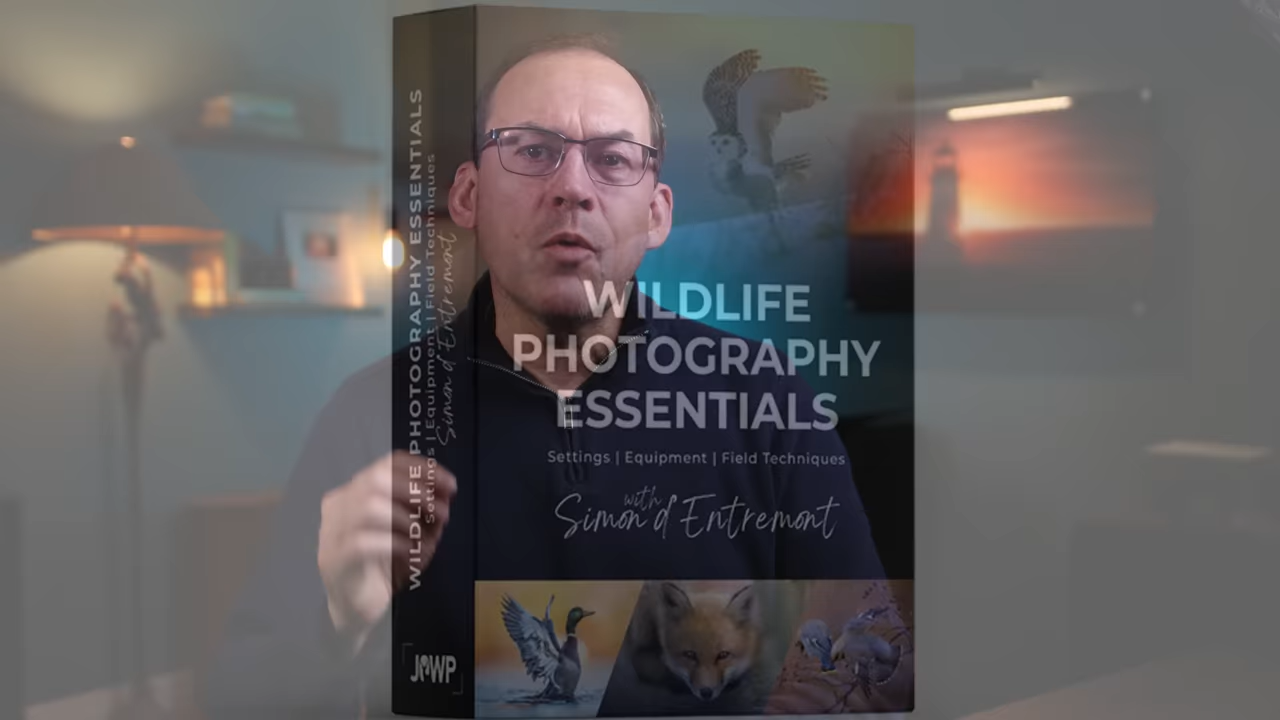 WILDLIFE PHOTOGRAPHY ESSENTIALS
Settings | Equipment | Field Techniques
Simon d'Entremont
JPWP
WILDLIFE
PHOTOGRAPHY
ESSENTIALS
Settings | Equipment | Field Techniques
with
Simon d'Entremont